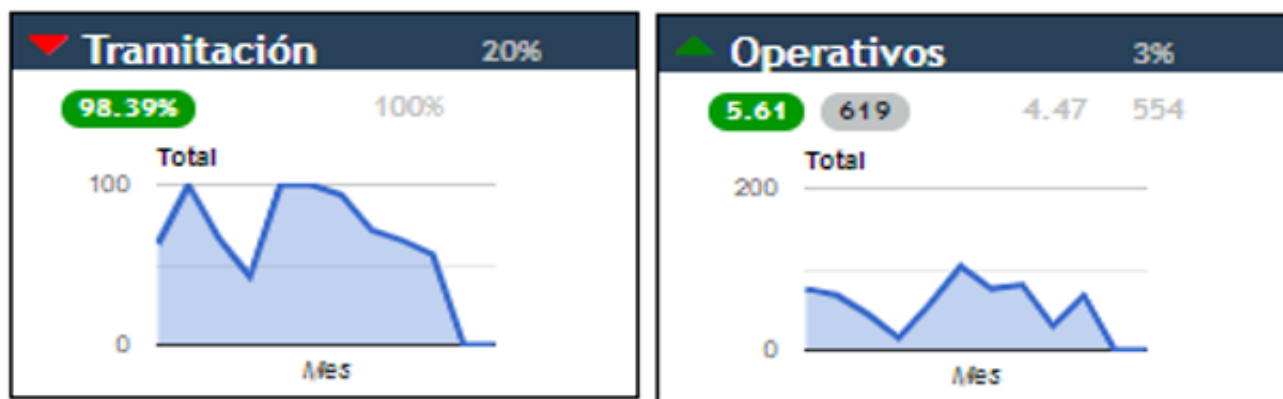 Tramitación 20%
98.39% 100%
Total
100
0
Mes
Operativos 3%
5.61 619 4.47 554
Total
200
0
Mes